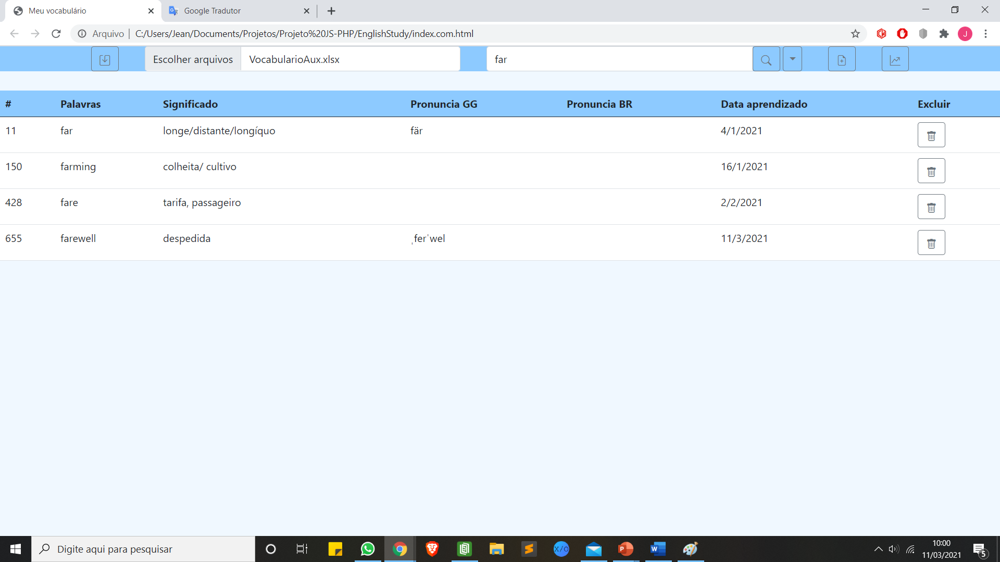 Meu vocabulário
Google Tradutor
Arquivo | C:/Users/Jean/Documents/Projetos/Projeto%20JS-PHP/EnglishStudy/index.com.html
J
Escolher arquivos VocabularioAux.xlsx far
# Palavras Significado Pronuncia GG Pronuncia BR Data aprendizado Excluir
11 far longe/distante/longíquo fär 4/1/2021
150 farming colheita/ cultivo 16/1/2021
428 fare tarifa, passageiro 2/2/2021
655 farewell despedida ˌferˈwel 11/3/2021
Digite aqui para pesquisar
X/O
P
W
10:00
11/03/2021
5